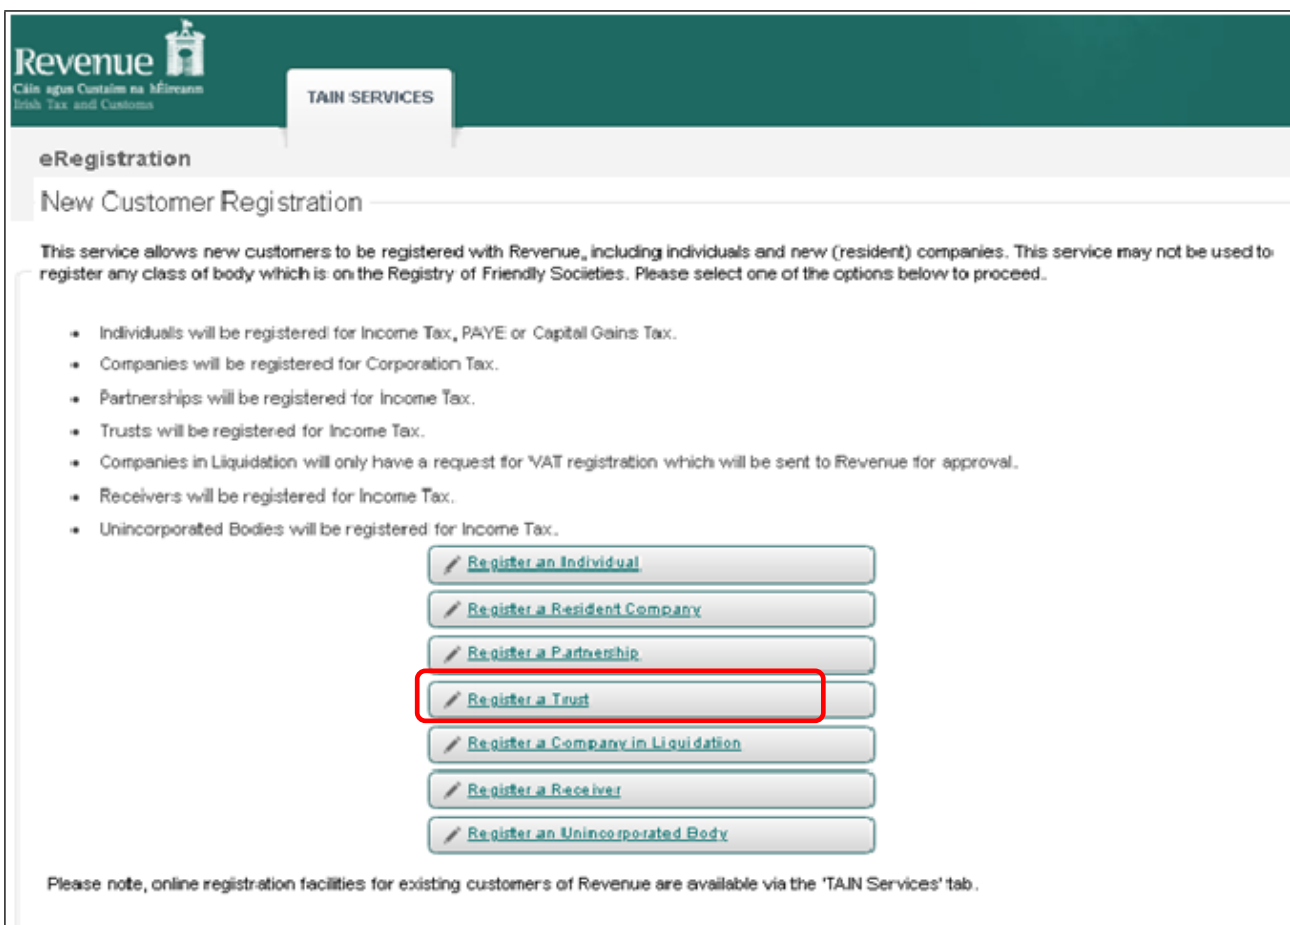 Revenue
Cáin agus Custaim na hÉireann
Irish Tax and Customs
TAIN SERVICES
eRegistration
New Customer Registration
This service allows new customers to be registered with Revenue, including individuals and new (resident) companies. This service may not be used to
register any class of body which is on the Registry of Friendly Societies. Please select one of the options below to proceed.
• Individuals will be registered for Income Tax, PAYE or Capital Gains Tax.
• Companies will be registered for Corporation Tax.
• Partnerships will be registered for Income Tax.
• Trusts will be registered for Income Tax.
• Companies in Liquidation will only have a request for VAT registration which will be sent to Revenue for approval.
• Receivers will be registered for Income Tax.
• Unincorporated Bodies will be registered for Income Tax.
Register an Individual
Register a Resident Company
Register a Partnership
Register a Trust
Register a Company in Liquidation
Register a Receiver
Register an Unincorporated Body
Please note, online registration facilities for existing customers of Revenue are available via the 'TAIN Services' tab.